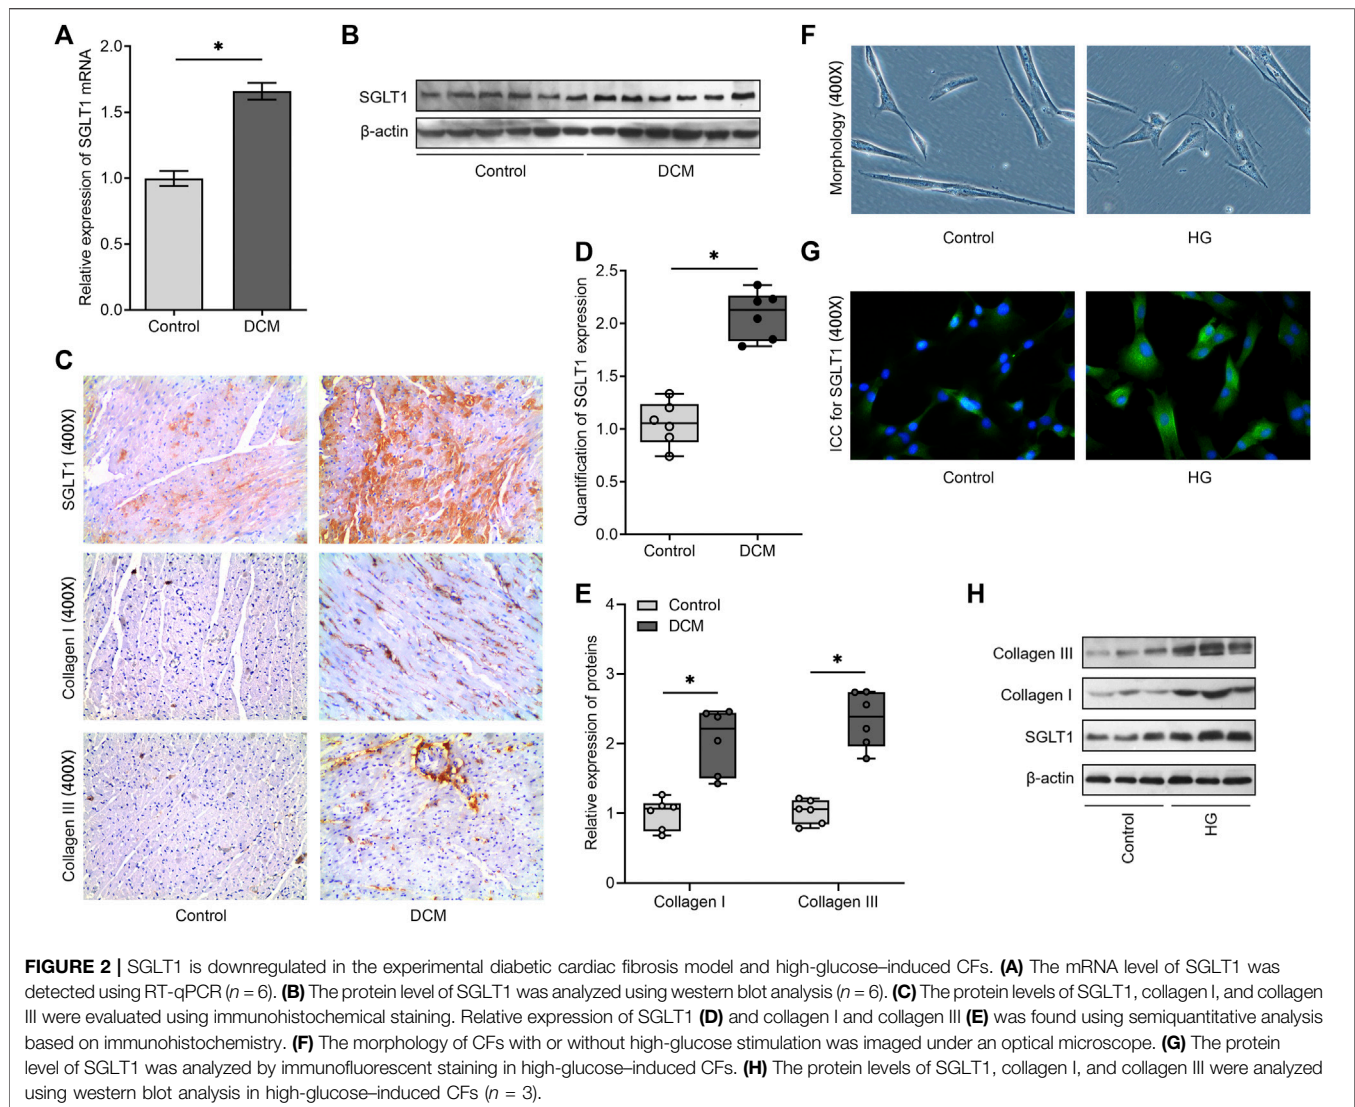 A
Relative expression of SGLT1 mRNA
2.0
1.5
1.0
0.5
0.0
*
Control
DCM
B
SGLT1
β-actin
Control
DCM
C
SGLT1 (400X)
Collagen I (400X)
Collagen III (400X)
Control
DCM
D
Quantification of SGLT1 expression
2.5
2.0
1.5
1.0
0.5
0.0
*
Control
DCM
E
Relative expression of proteins
4
3
2
1
0
Control
DCM
*
*
Collagen I
Collagen III
F
Morphology (400X)
Control
HG
G
ICC for SGLT1 (400X)
Control
HG
H
Collagen III
Collagen I
SGLT1
β-actin
Control
HG
FIGURE 2 | SGLT1 is downregulated in the experimental diabetic cardiac fibrosis model and high-glucose–induced CFs. (A) The mRNA level of SGLT1 was
detected using RT-qPCR (n = 6). (B) The protein level of SGLT1 was analyzed using western blot analysis (n = 6). (C) The protein levels of SGLT1, collagen I, and collagen
III were evaluated using immunohistochemical staining. Relative expression of SGLT1 (D) and collagen I and collagen III (E) was found using semiquantitative analysis
based on immunohistochemistry. (F) The morphology of CFs with or without high-glucose stimulation was imaged under an optical microscope. (G) The protein
level of SGLT1 was analyzed by immunofluorescent staining in high-glucose–induced CFs. (H) The protein levels of SGLT1, collagen I, and collagen III were analyzed
using western blot analysis in high-glucose–induced CFs (n = 3).